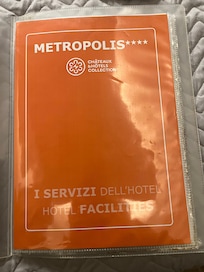 METROPOLIS****
CHÂTEAUX
& HÔTELS
COLLECTION
I SERVIZI DELL'HOTEL
HOTEL FACILITIES